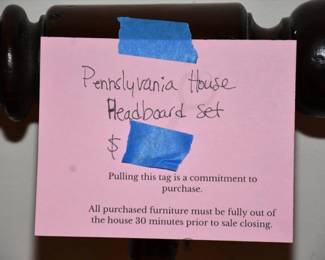 Pennslyvania House
Headboard set
$
Pulling this tag is a commitment to
purchase.
All purchased furniture must be fully out of
the house 30 minutes prior to sale closing.